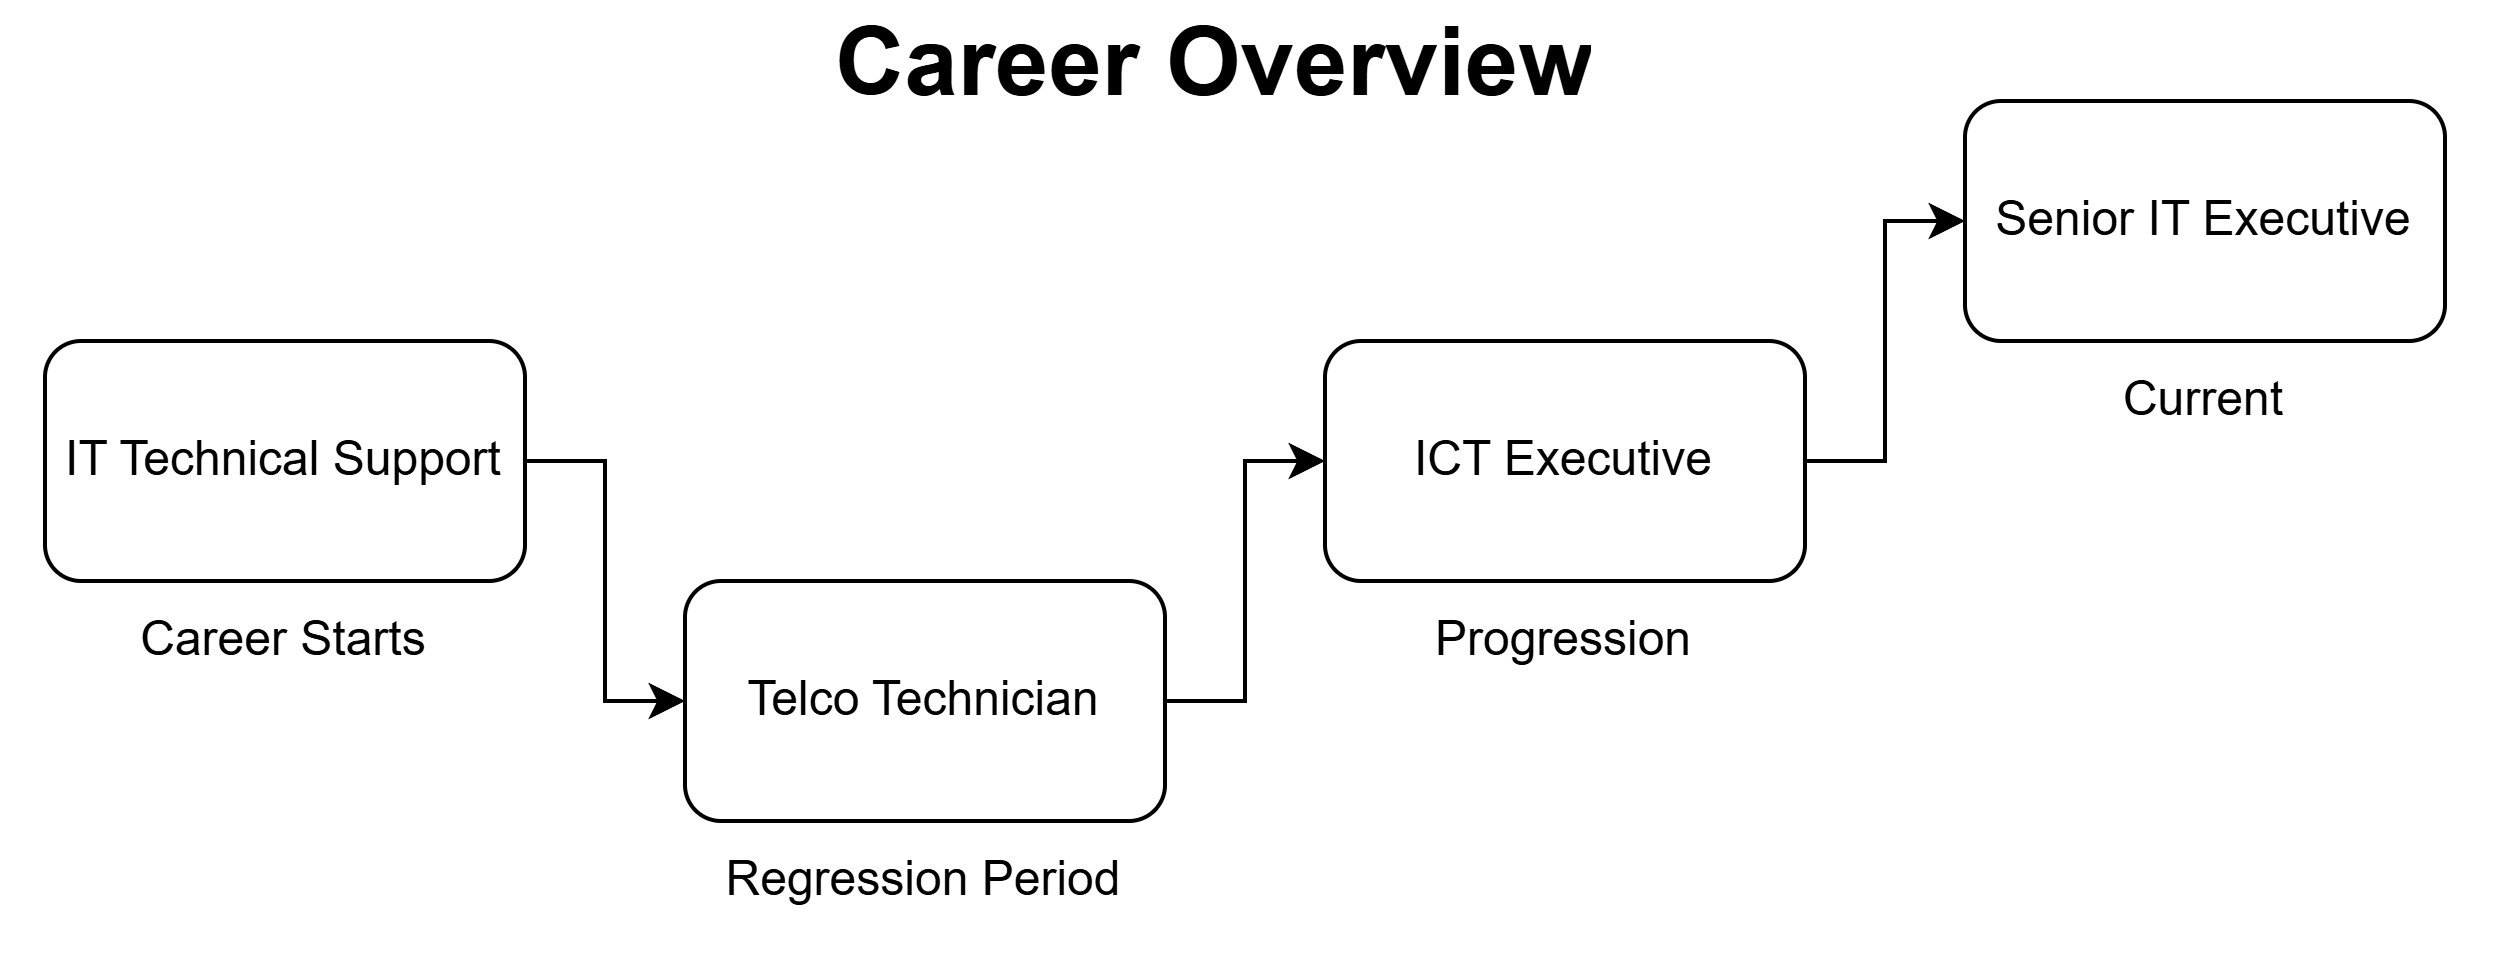 Career Overview
IT Technical Support
Career Starts
Telco Technician
Regression Period
ICT Executive
Progression
Senior IT Executive
Current